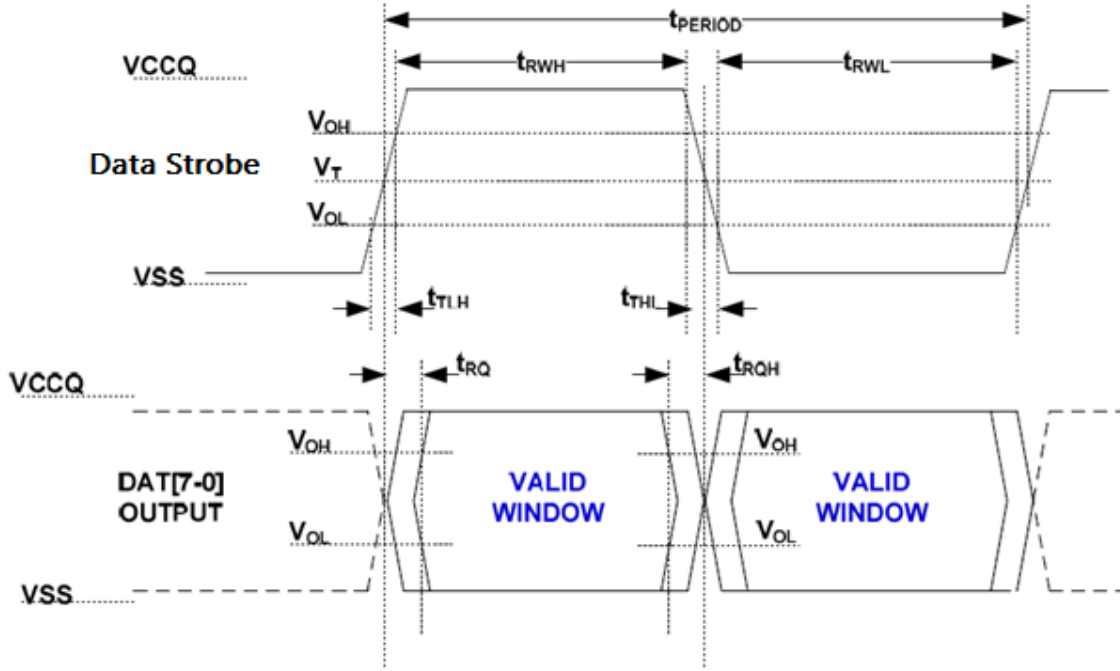 tPERIOD
VCCQ
tRWH
tRWL
VOH
Data Strobe
VT
VOL
VSS
tTLH
tTHL
tRQ
tRQH
VCCQ
VOH
VOH
DAT[7-0]
OUTPUT
VALID
WINDOW
VALID
WINDOW
VOL
VOL
VSS